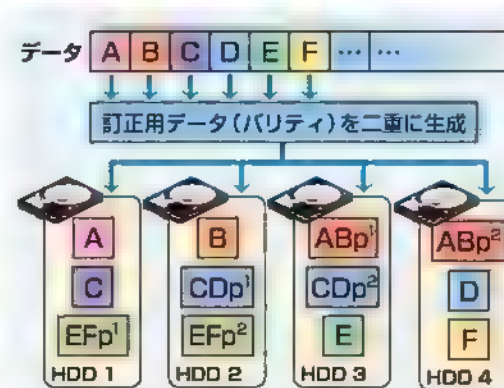 データ A B C D E F … …
訂正用データ(パリティ)を二重に生成
A B ABp¹ ABp²
C CDp¹ CDp² D
EFp¹ EFp² E F
HDD 1 HDD 2 HDD 3 HDD 4